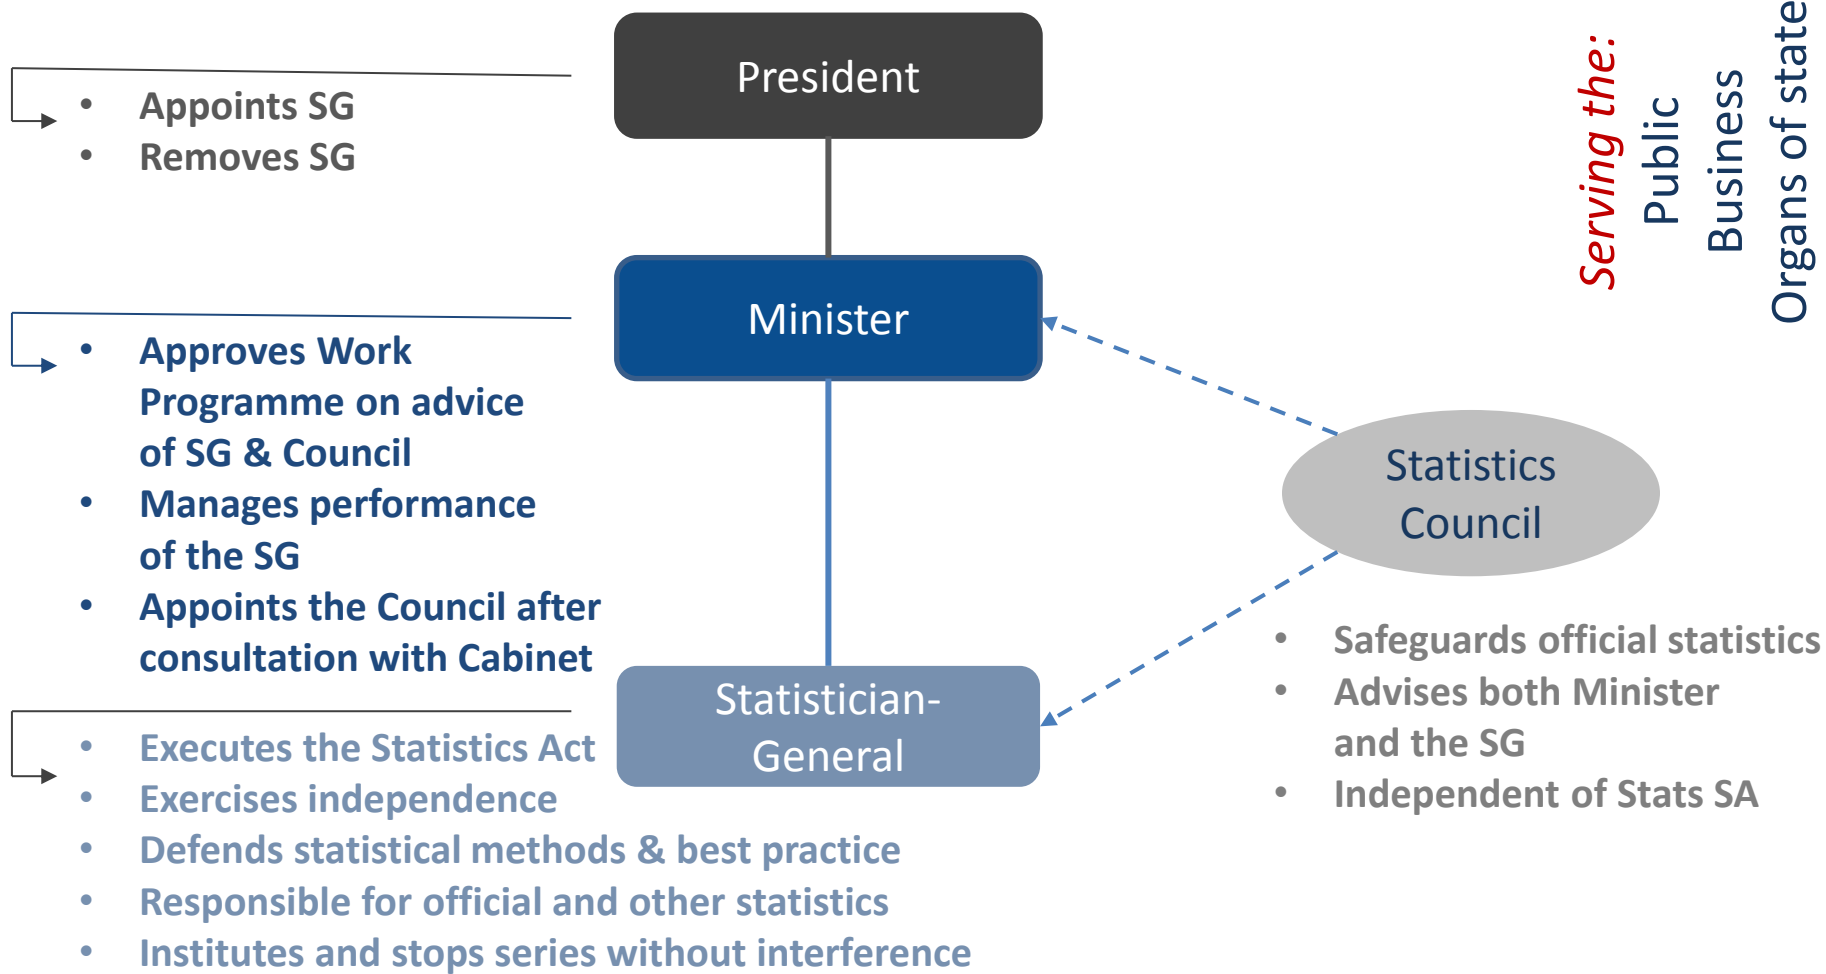 President
• Appoints SG
• Removes SG
Serving the:
Public
Business
Organs of state
Minister
• Approves Work
Programme on advice
of SG & Council
• Manages performance
of the SG
• Appoints the Council after
consultation with Cabinet
Statistics
Council
• Safeguards official statistics
• Advises both Minister
and the SG
• Independent of Stats SA
Statistician-
General
• Executes the Statistics Act
• Exercises independence
• Defends statistical methods & best practice
• Responsible for official and other statistics
• Institutes and stops series without interference